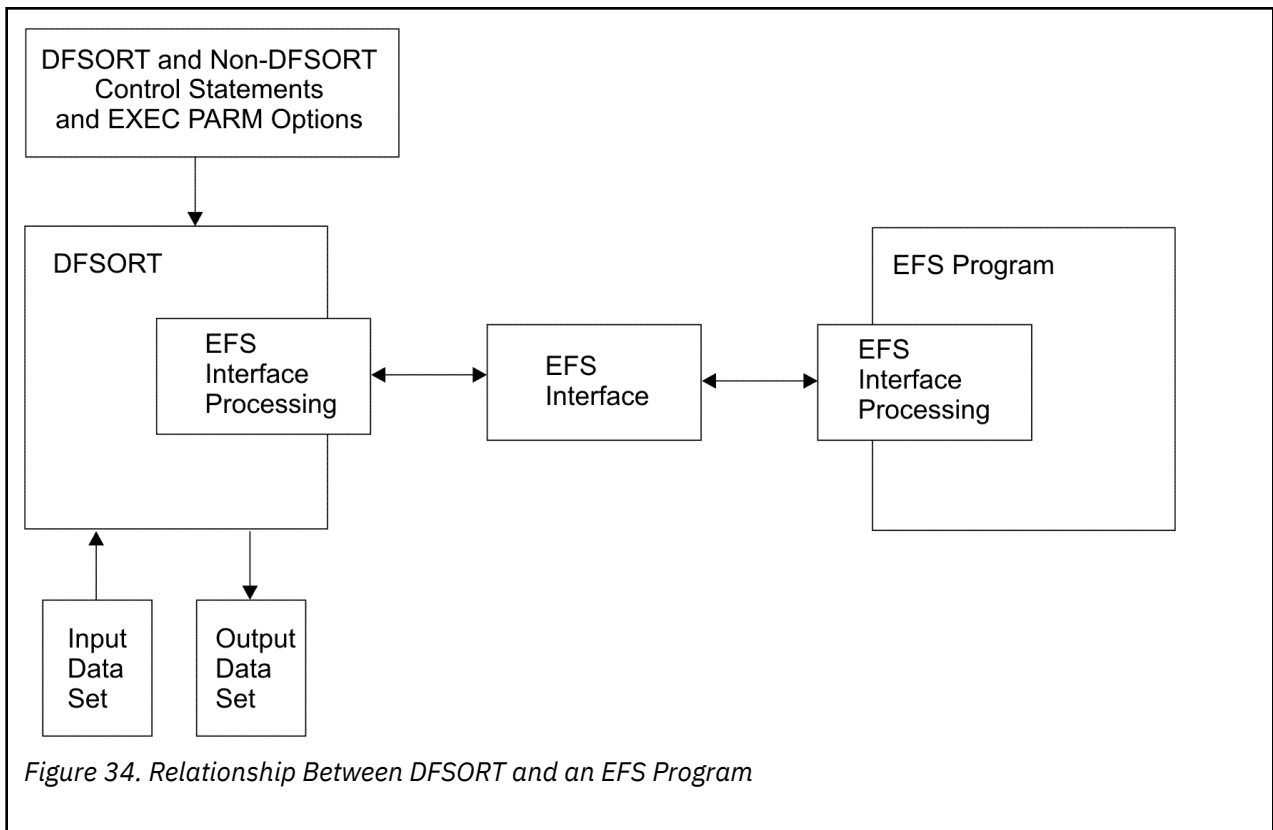 DFSORT and Non-DFSORT
Control Statements
and EXEC PARM Options
DFSORT
EFS Program
EFS
Interface
Processing
EFS
Interface
EFS
Interface
Processing
Input
Data
Set
Output
Data
Set
Figure 34. Relationship Between DFSORT and an EFS Program